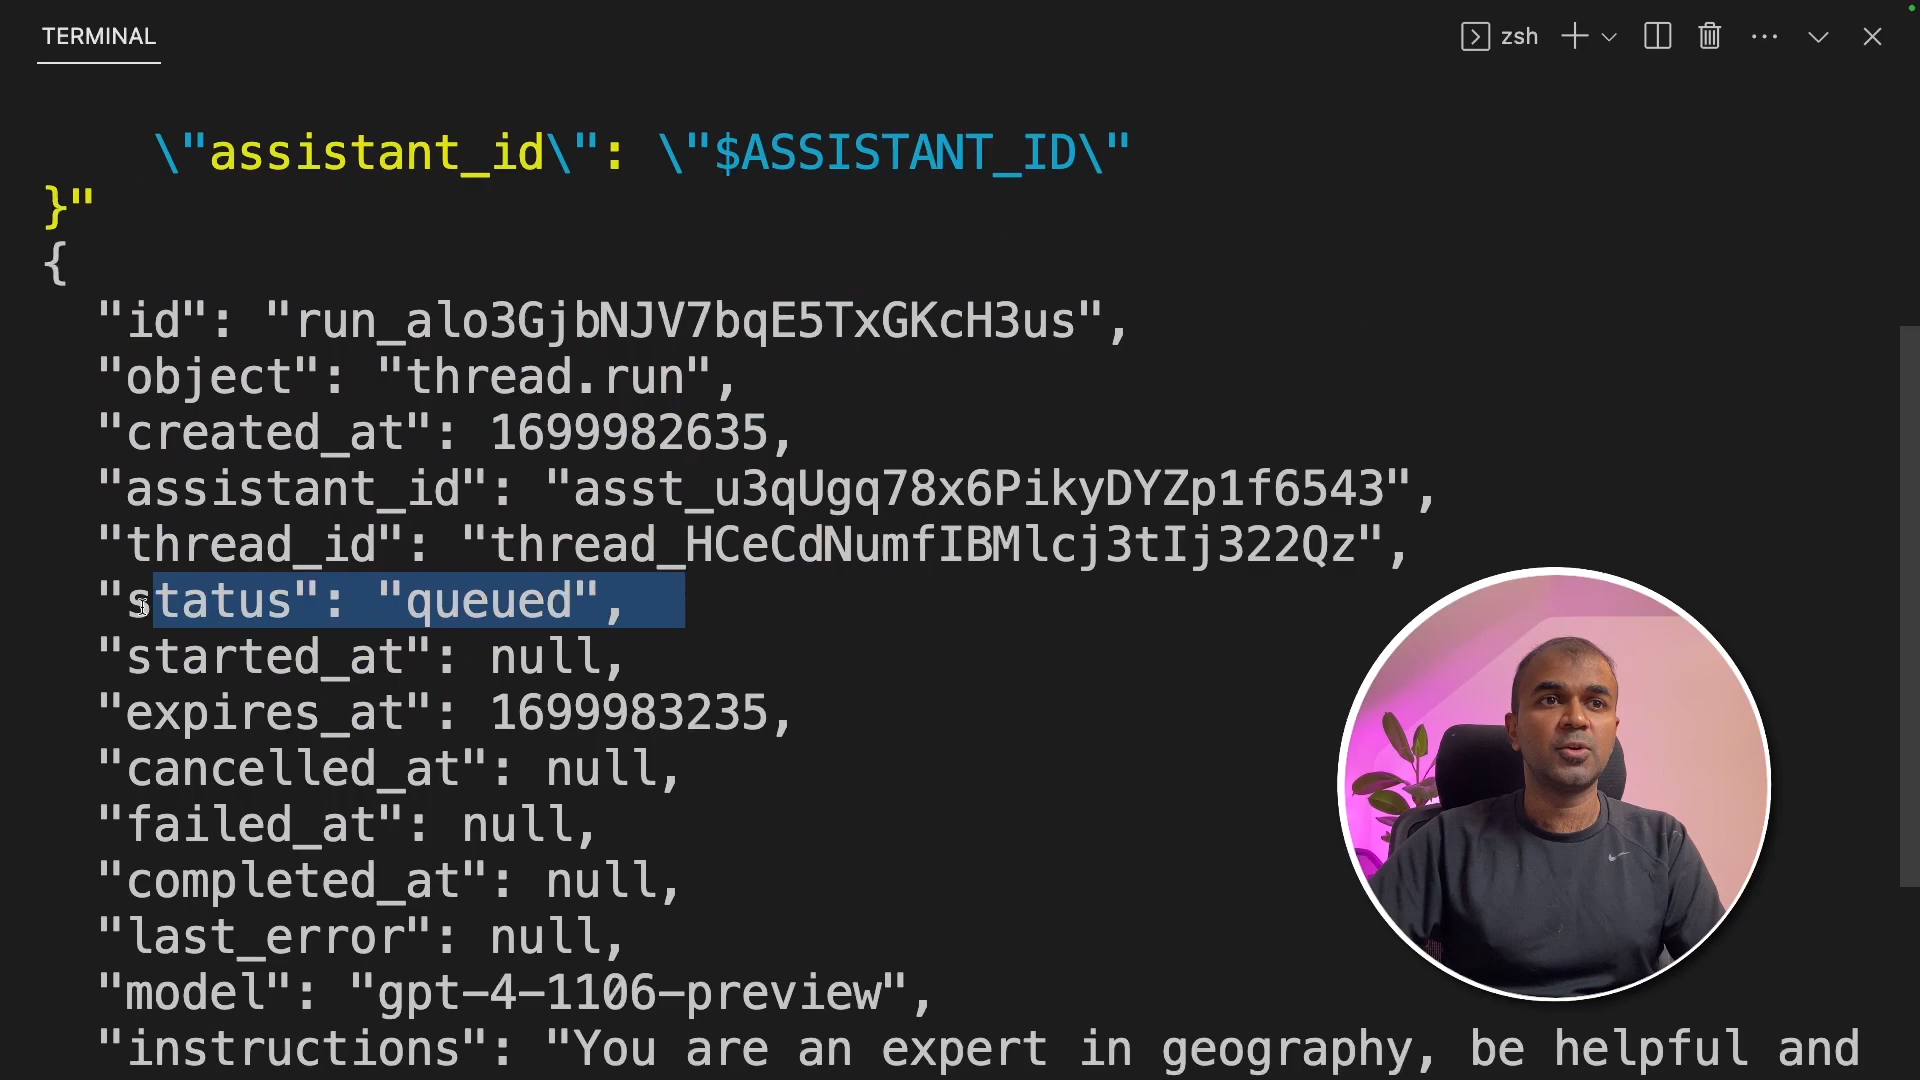 TERMINAL
zsh
\"assistant_id\": \"$ASSISTANT_ID\"
}"
{
"id": "run_alo3GjbNJV7bqE5TxGKcH3us",
"object": "thread.run",
"created_at": 1699982635,
"assistant_id": "asst_u3qUgq78x6PikyDYZp1f6543",
"thread_id": "thread_HCeCdNumfIBMlcj3tIj322Qz",
"status": "queued",
"started_at": null,
"expires_at": 1699983235,
"cancelled_at": null,
"failed_at": null,
"completed_at": null,
"last_error": null,
"model": "gpt-4-1106-preview",
"instructions": "You are an expert in geography, be helpful and